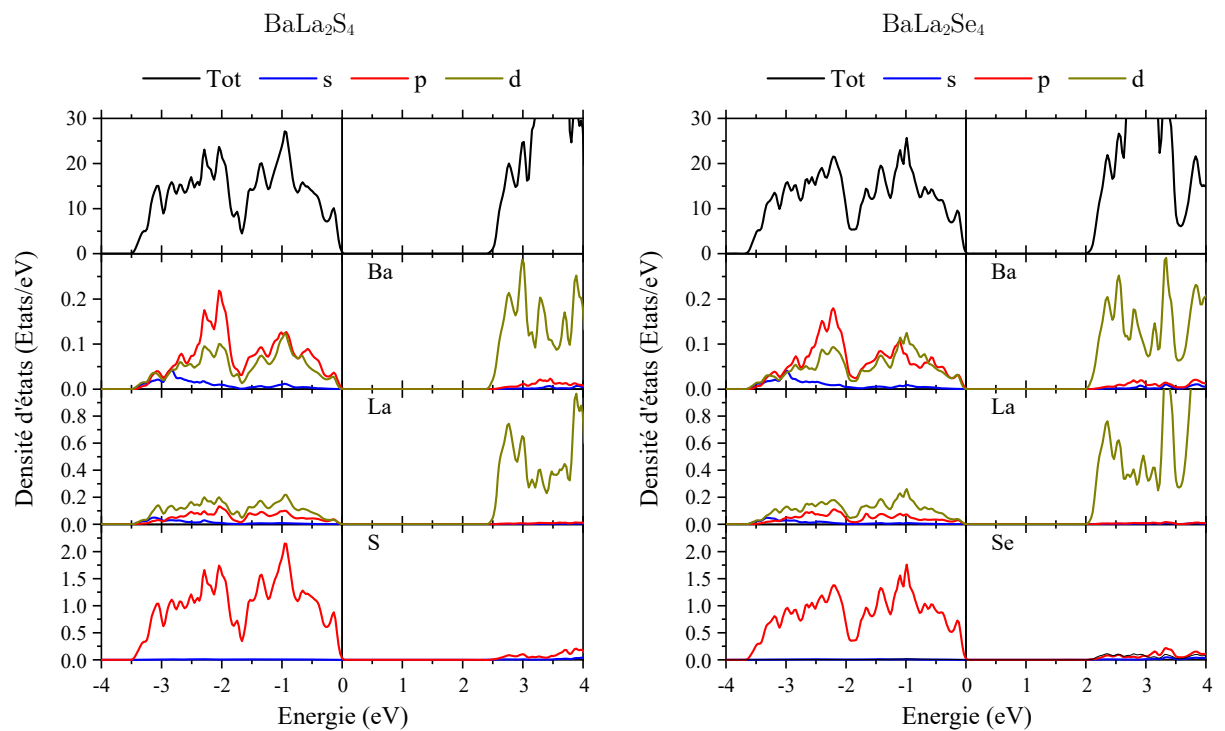 BaLa₂S₄
Tot s p d
30
20
10
0
Ba
0.2
0.1
0.0
La
0.8
0.6
0.4
0.2
0.0
S
2.0
1.5
1.0
0.5
0.0
-4 -3 -2 -1 0 1 2 3 4
Energie (eV)
Densité d'états (Etats/eV)
BaLa₂Se₄
Tot s p d
30
20
10
0
Ba
0.2
0.1
0.0
La
0.8
0.6
0.4
0.2
0.0
Se
2.0
1.5
1.0
0.5
0.0
-4 -3 -2 -1 0 1 2 3 4
Energie (eV)
Densité d'états (Etats/eV)